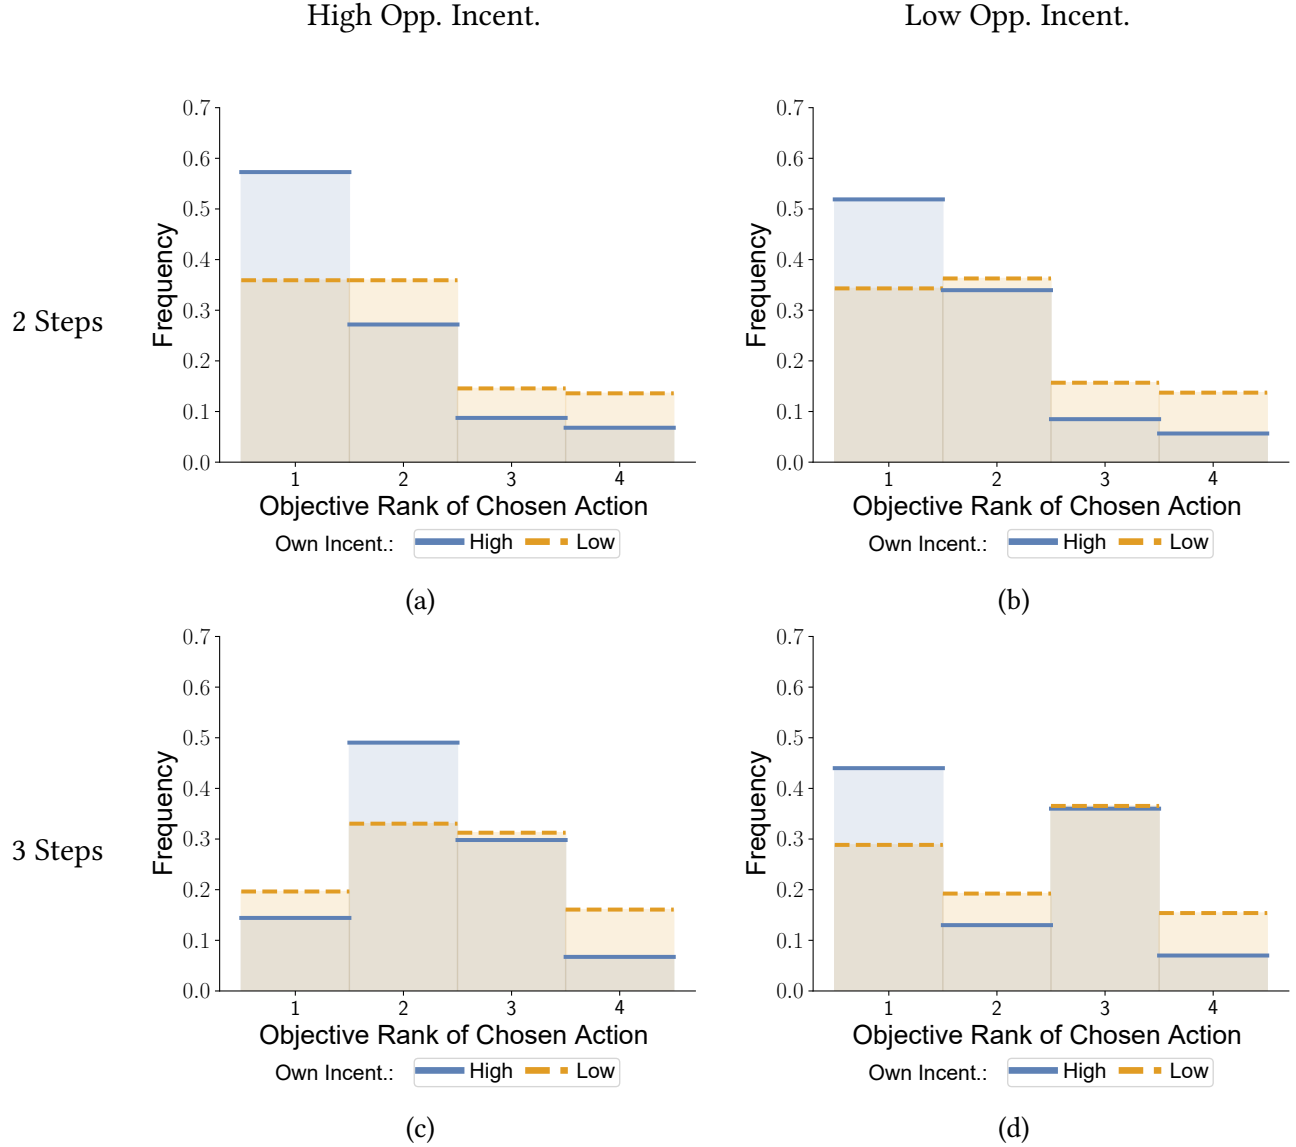 High Opp. Incent.
Low Opp. Incent.
2 Steps
Frequency
0.7
0.6
0.5
0.4
0.3
0.2
0.1
0.0
1 2 3 4
Objective Rank of Chosen Action
Own Incent.: High Low
(a)
Frequency
0.7
0.6
0.5
0.4
0.3
0.2
0.1
0.0
1 2 3 4
Objective Rank of Chosen Action
Own Incent.: High Low
(b)
3 Steps
Frequency
0.7
0.6
0.5
0.4
0.3
0.2
0.1
0.0
1 2 3 4
Objective Rank of Chosen Action
Own Incent.: High Low
(c)
Frequency
0.7
0.6
0.5
0.4
0.3
0.2
0.1
0.0
1 2 3 4
Objective Rank of Chosen Action
Own Incent.: High Low
(d)